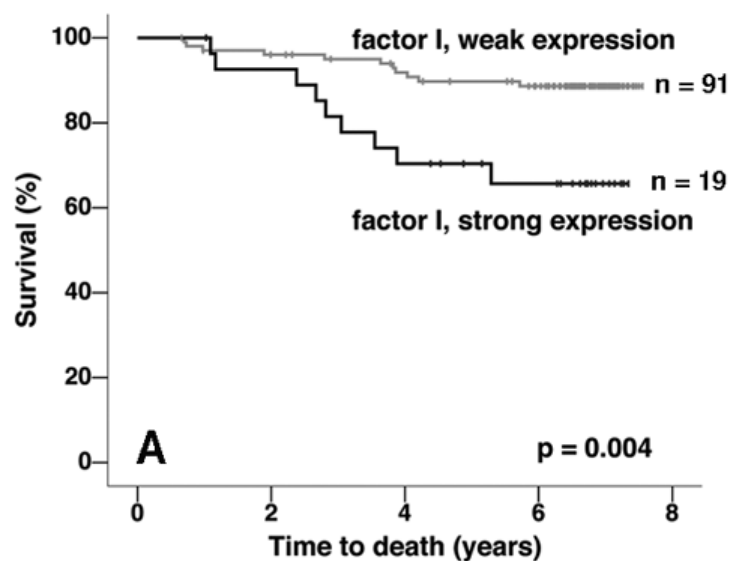 factor I, weak expression
n = 91
n = 19
factor I, strong expression
Survival (%)
100
80
60
40
20
0
A
p = 0.004
0 2 4 6 8
Time to death (years)